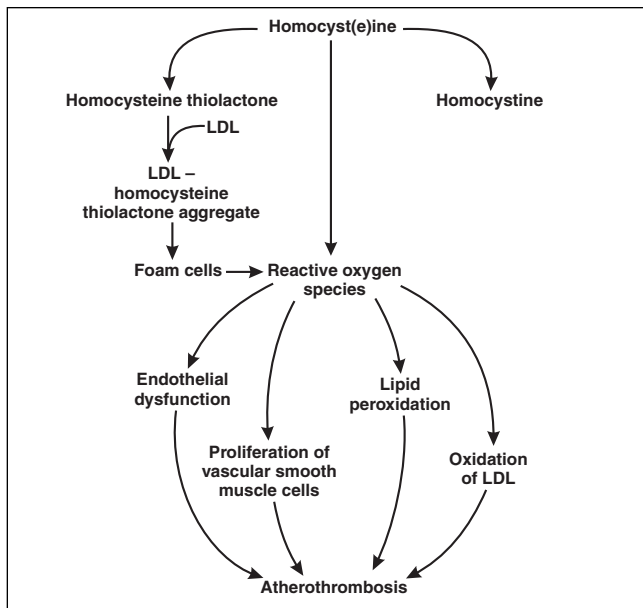 Homocyst(e)ine
Homocysteine thiolactone
Homocystine
LDL
LDL –
homocysteine
thiolactone aggregate
Foam cells
Reactive oxygen
species
Endothelial
dysfunction
Lipid
peroxidation
Proliferation of
vascular smooth
muscle cells
Oxidation
of LDL
Atherothrombosis